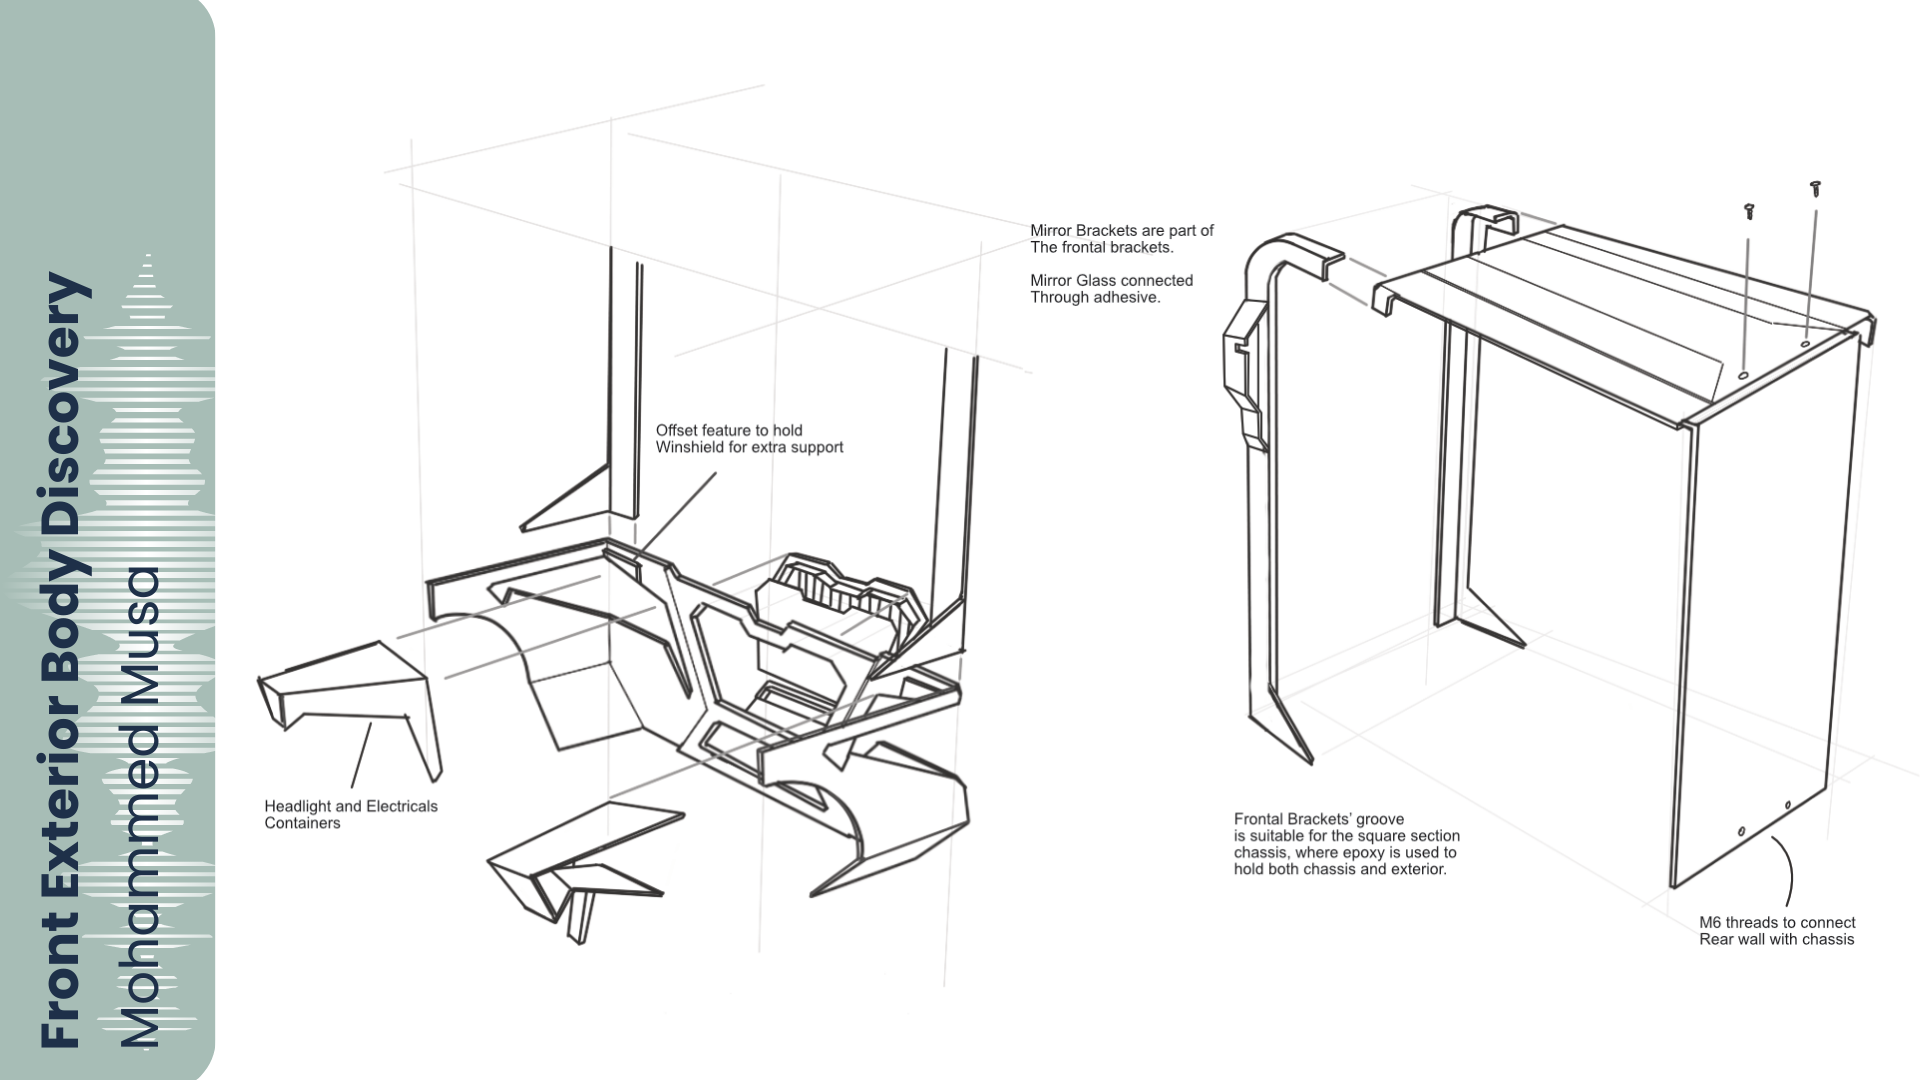 Front Exterior Body Discovery
Mohammed Musa
Mirror Brackets are part of
The frontal brackets.
Mirror Glass connected
Through adhesive.
Offset feature to hold
Winshield for extra support
Headlight and Electricals
Containers
Frontal Brackets’ groove
is suitable for the square section
chassis, where epoxy is used to
hold both chassis and exterior.
M6 threads to connect
Rear wall with chassis